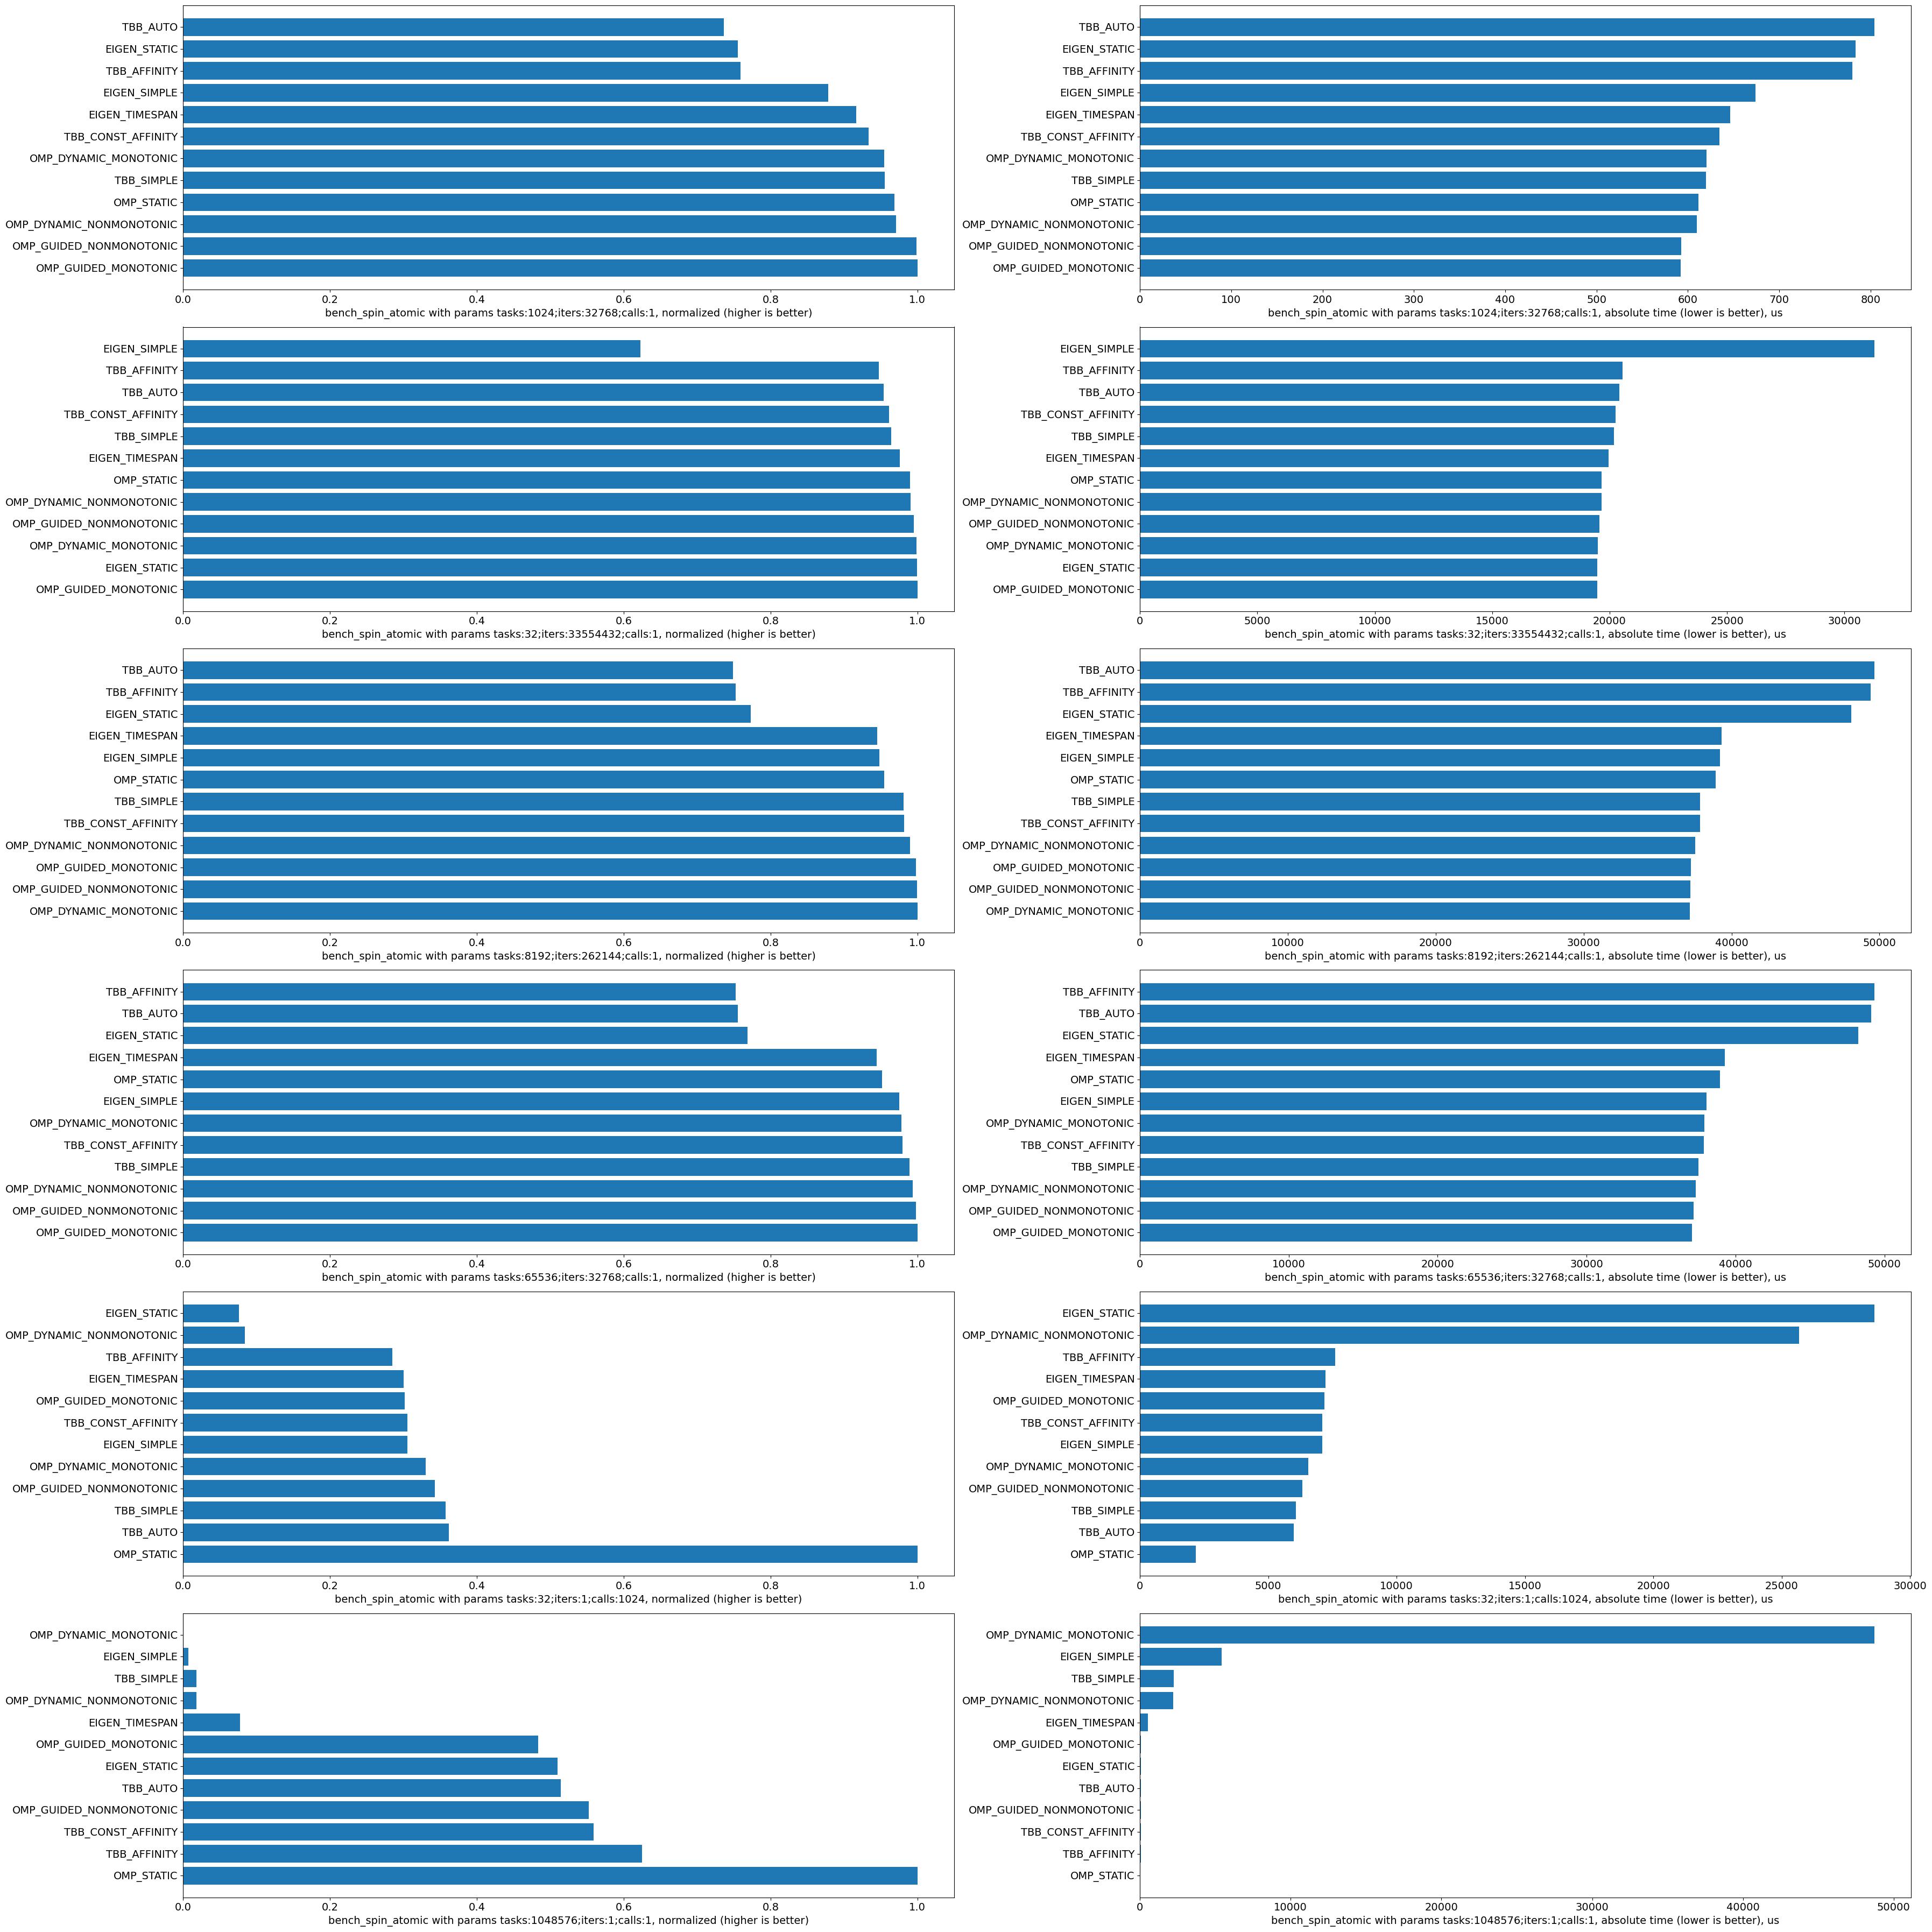 TBB_AUTO
EIGEN_STATIC
TBB_AFFINITY
EIGEN_SIMPLE
EIGEN_TIMESPAN
TBB_CONST_AFFINITY
OMP_DYNAMIC_MONOTONIC
TBB_SIMPLE
OMP_STATIC
OMP_DYNAMIC_NONMONOTONIC
OMP_GUIDED_NONMONOTONIC
OMP_GUIDED_MONOTONIC
0.0 0.2 0.4 0.6 0.8 1.0
bench_spin_atomic with params tasks:1024;iters:32768;calls:1, normalized (higher is better)
TBB_AUTO
EIGEN_STATIC
TBB_AFFINITY
EIGEN_SIMPLE
EIGEN_TIMESPAN
TBB_CONST_AFFINITY
OMP_DYNAMIC_MONOTONIC
TBB_SIMPLE
OMP_STATIC
OMP_DYNAMIC_NONMONOTONIC
OMP_GUIDED_NONMONOTONIC
OMP_GUIDED_MONOTONIC
0 100 200 300 400 500 600 700 800
bench_spin_atomic with params tasks:1024;iters:32768;calls:1, absolute time (lower is better), us
EIGEN_SIMPLE
TBB_AFFINITY
TBB_AUTO
TBB_CONST_AFFINITY
TBB_SIMPLE
EIGEN_TIMESPAN
OMP_STATIC
OMP_DYNAMIC_NONMONOTONIC
OMP_GUIDED_NONMONOTONIC
OMP_DYNAMIC_MONOTONIC
EIGEN_STATIC
OMP_GUIDED_MONOTONIC
0.0 0.2 0.4 0.6 0.8 1.0
bench_spin_atomic with params tasks:32;iters:33554432;calls:1, normalized (higher is better)
EIGEN_SIMPLE
TBB_AFFINITY
TBB_AUTO
TBB_CONST_AFFINITY
TBB_SIMPLE
EIGEN_TIMESPAN
OMP_STATIC
OMP_DYNAMIC_NONMONOTONIC
OMP_GUIDED_NONMONOTONIC
OMP_DYNAMIC_MONOTONIC
EIGEN_STATIC
OMP_GUIDED_MONOTONIC
0 5000 10000 15000 20000 25000 30000
bench_spin_atomic with params tasks:32;iters:33554432;calls:1, absolute time (lower is better), us
TBB_AUTO
TBB_AFFINITY
EIGEN_STATIC
EIGEN_TIMESPAN
EIGEN_SIMPLE
OMP_STATIC
TBB_SIMPLE
TBB_CONST_AFFINITY
OMP_DYNAMIC_NONMONOTONIC
OMP_GUIDED_MONOTONIC
OMP_GUIDED_NONMONOTONIC
OMP_DYNAMIC_MONOTONIC
0.0 0.2 0.4 0.6 0.8 1.0
bench_spin_atomic with params tasks:8192;iters:262144;calls:1, normalized (higher is better)
TBB_AUTO
TBB_AFFINITY
EIGEN_STATIC
EIGEN_TIMESPAN
EIGEN_SIMPLE
OMP_STATIC
TBB_SIMPLE
TBB_CONST_AFFINITY
OMP_DYNAMIC_NONMONOTONIC
OMP_GUIDED_MONOTONIC
OMP_GUIDED_NONMONOTONIC
OMP_DYNAMIC_MONOTONIC
0 10000 20000 30000 40000 50000
bench_spin_atomic with params tasks:8192;iters:262144;calls:1, absolute time (lower is better), us
TBB_AFFINITY
TBB_AUTO
EIGEN_STATIC
EIGEN_TIMESPAN
OMP_STATIC
EIGEN_SIMPLE
OMP_DYNAMIC_MONOTONIC
TBB_CONST_AFFINITY
TBB_SIMPLE
OMP_DYNAMIC_NONMONOTONIC
OMP_GUIDED_NONMONOTONIC
OMP_GUIDED_MONOTONIC
0.0 0.2 0.4 0.6 0.8 1.0
bench_spin_atomic with params tasks:65536;iters:32768;calls:1, normalized (higher is better)
TBB_AFFINITY
TBB_AUTO
EIGEN_STATIC
EIGEN_TIMESPAN
OMP_STATIC
EIGEN_SIMPLE
OMP_DYNAMIC_MONOTONIC
TBB_CONST_AFFINITY
TBB_SIMPLE
OMP_DYNAMIC_NONMONOTONIC
OMP_GUIDED_NONMONOTONIC
OMP_GUIDED_MONOTONIC
0 10000 20000 30000 40000 50000
bench_spin_atomic with params tasks:65536;iters:32768;calls:1, absolute time (lower is better), us
EIGEN_STATIC
OMP_DYNAMIC_NONMONOTONIC
TBB_AFFINITY
EIGEN_TIMESPAN
OMP_GUIDED_MONOTONIC
TBB_CONST_AFFINITY
EIGEN_SIMPLE
OMP_DYNAMIC_MONOTONIC
OMP_GUIDED_NONMONOTONIC
TBB_SIMPLE
TBB_AUTO
OMP_STATIC
0.0 0.2 0.4 0.6 0.8 1.0
bench_spin_atomic with params tasks:32;iters:1;calls:1024, normalized (higher is better)
EIGEN_STATIC
OMP_DYNAMIC_NONMONOTONIC
TBB_AFFINITY
EIGEN_TIMESPAN
OMP_GUIDED_MONOTONIC
TBB_CONST_AFFINITY
EIGEN_SIMPLE
OMP_DYNAMIC_MONOTONIC
OMP_GUIDED_NONMONOTONIC
TBB_SIMPLE
TBB_AUTO
OMP_STATIC
0 5000 10000 15000 20000 25000 30000
bench_spin_atomic with params tasks:32;iters:1;calls:1024, absolute time (lower is better), us
OMP_DYNAMIC_MONOTONIC
EIGEN_SIMPLE
TBB_SIMPLE
OMP_DYNAMIC_NONMONOTONIC
EIGEN_TIMESPAN
OMP_GUIDED_MONOTONIC
EIGEN_STATIC
TBB_AUTO
OMP_GUIDED_NONMONOTONIC
TBB_CONST_AFFINITY
TBB_AFFINITY
OMP_STATIC
0.0 0.2 0.4 0.6 0.8 1.0
bench_spin_atomic with params tasks:1048576;iters:1;calls:1, normalized (higher is better)
OMP_DYNAMIC_MONOTONIC
EIGEN_SIMPLE
TBB_SIMPLE
OMP_DYNAMIC_NONMONOTONIC
EIGEN_TIMESPAN
OMP_GUIDED_MONOTONIC
EIGEN_STATIC
TBB_AUTO
OMP_GUIDED_NONMONOTONIC
TBB_CONST_AFFINITY
TBB_AFFINITY
OMP_STATIC
0 10000 20000 30000 40000 50000
bench_spin_atomic with params tasks:1048576;iters:1;calls:1, absolute time (lower is better), us